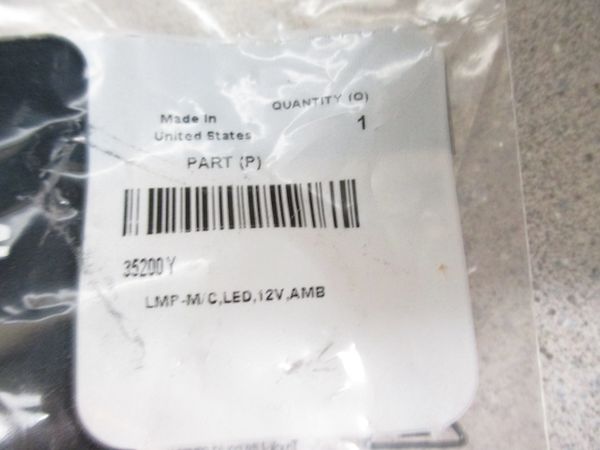 QUANTITY (Q)
Made in
1
United States
PART (P)
35200Y
LMP-M/C,LED,12V,AMB